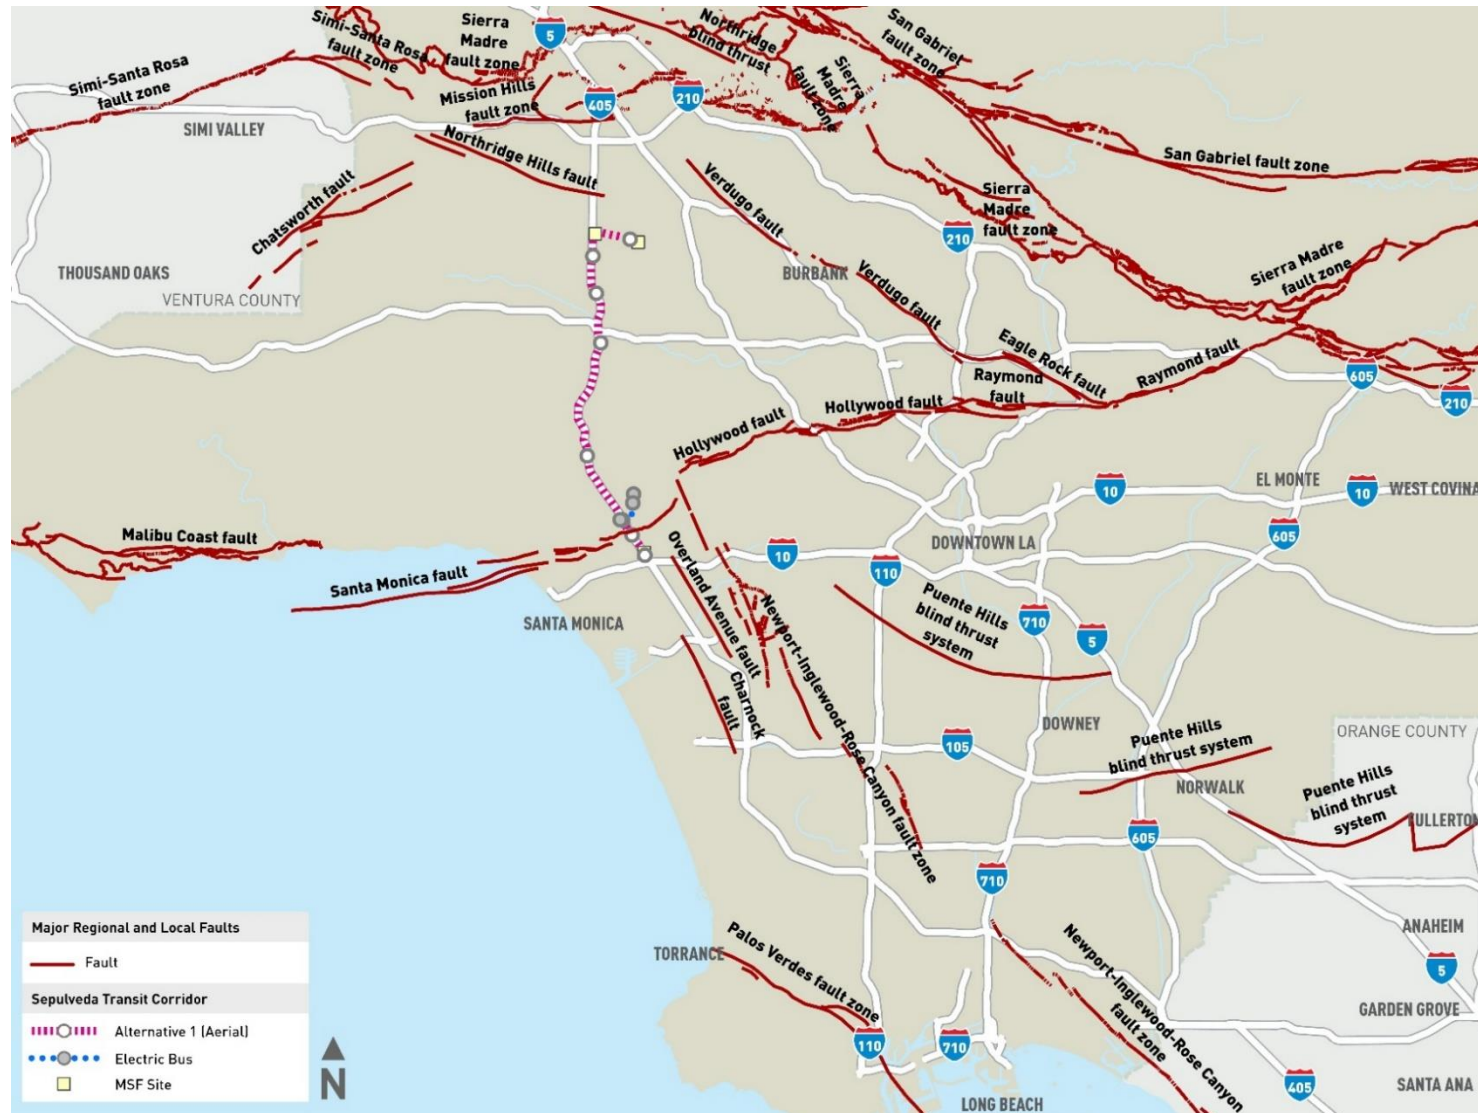 Simi-Santa Rosa
fault zone
Sierra
Madre
fault zone
5
Northridge
blind thrust
San Gabriel
fault zone
Simi-Santa Rosa
fault zone
Mission Hills
fault zone
405
210
Sierra
Madre
fault zone
SIMI VALLEY
Northridge Hills fault
San Gabriel fault zone
Chatsworth fault
Verdugo fault
Sierra
Madre
fault zone
210
THOUSAND OAKS
VENTURA COUNTY
BURBANK
Verdugo fault
Sierra Madre
fault zone
Eagle Rock fault
Raymond
fault
Raymond fault
605
210
Hollywood fault
Hollywood fault
10
EL MONTE
10
WEST COVINA
Malibu Coast fault
605
DOWNTOWN LA
10
110
Santa Monica fault
Overland Avenue fault
Puente Hills
blind thrust
system
710
5
SANTA MONICA
Newport-Inglewood-Rose Canyon fault zone
Charnock
fault
DOWNEY
105
Puente Hills
blind thrust system
ORANGE COUNTY
NORWALK
Puente Hills
blind thrust
system
FULLERTON
605
710
Major Regional and Local Faults
Fault
Sepulveda Transit Corridor
Alternative 1 (Aerial)
Electric Bus
MSF Site
N
TORRANCE
Palos Verdes fault zone
Newport-Inglewood-Rose Canyon
fault zone
ANAHEIM
5
GARDEN GROVE
110
710
405
SANTA ANA
LONG BEACH